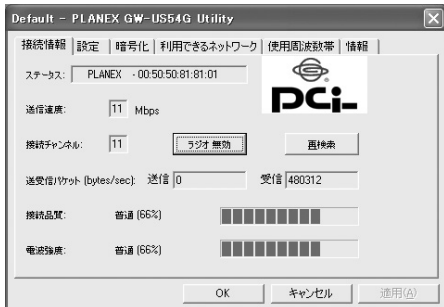 Default - PLANEX GW-US54G Utility
接続情報 設定 暗号化 利用できるネットワーク 使用周波数帯 情報
ステータス: PLANEX - 00:50:50:81:81:01
PCi
送信速度: 11 Mbps
接続チャンネル: 11 ラジオ 無効 再検索
送受信パケット (bytes/sec): 送信 0 受信 480312
接続品質: 普通 (66%)
電波強度: 普通 (66%)
OK キャンセル 適用(A)